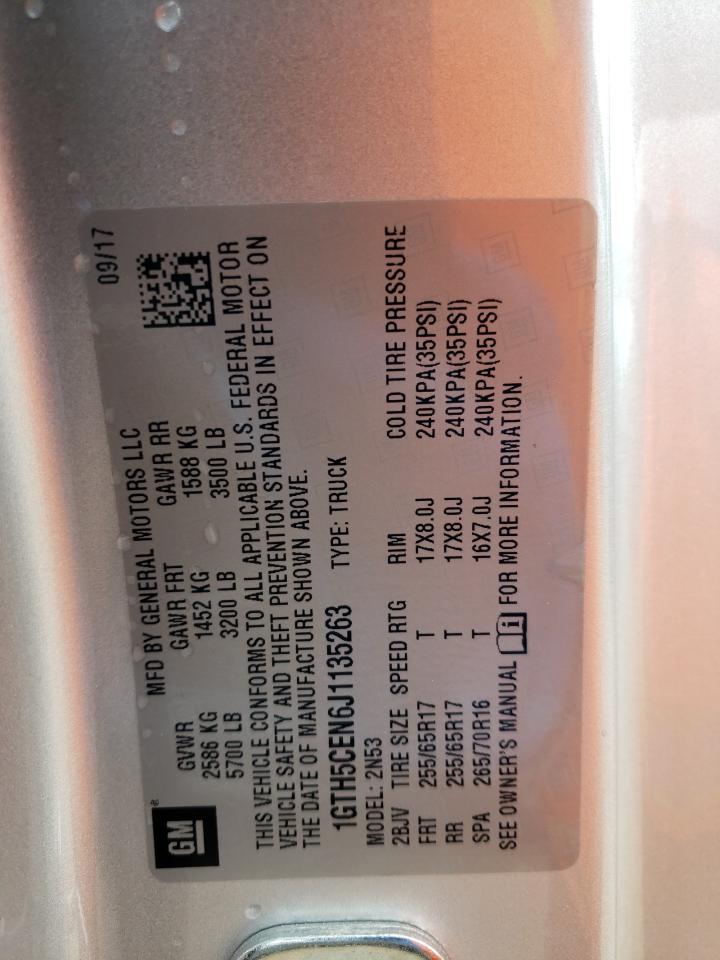 GM ®
MFD BY GENERAL MOTORS LLC 09/17
GVWR GAWR FRT GAWR RR
2586 KG 1452 KG 1588 KG
5700 LB 3200 LB 3500 LB
THIS VEHICLE CONFORMS TO ALL APPLICABLE U.S. FEDERAL MOTOR
VEHICLE SAFETY AND THEFT PREVENTION STANDARDS IN EFFECT ON
THE DATE OF MANUFACTURE SHOWN ABOVE.
1GTH5CEN6J1135263 TYPE: TRUCK
MODEL: 2N53
2BJV TIRE SIZE SPEED RTG RIM COLD TIRE PRESSURE
FRT 255/65R17 T 17X8.0J 240KPA(35PSI)
RR 255/65R17 T 17X8.0J 240KPA(35PSI)
SPA 265/70R16 T 16X7.0J 240KPA(35PSI)
SEE OWNER'S MANUAL i FOR MORE INFORMATION.